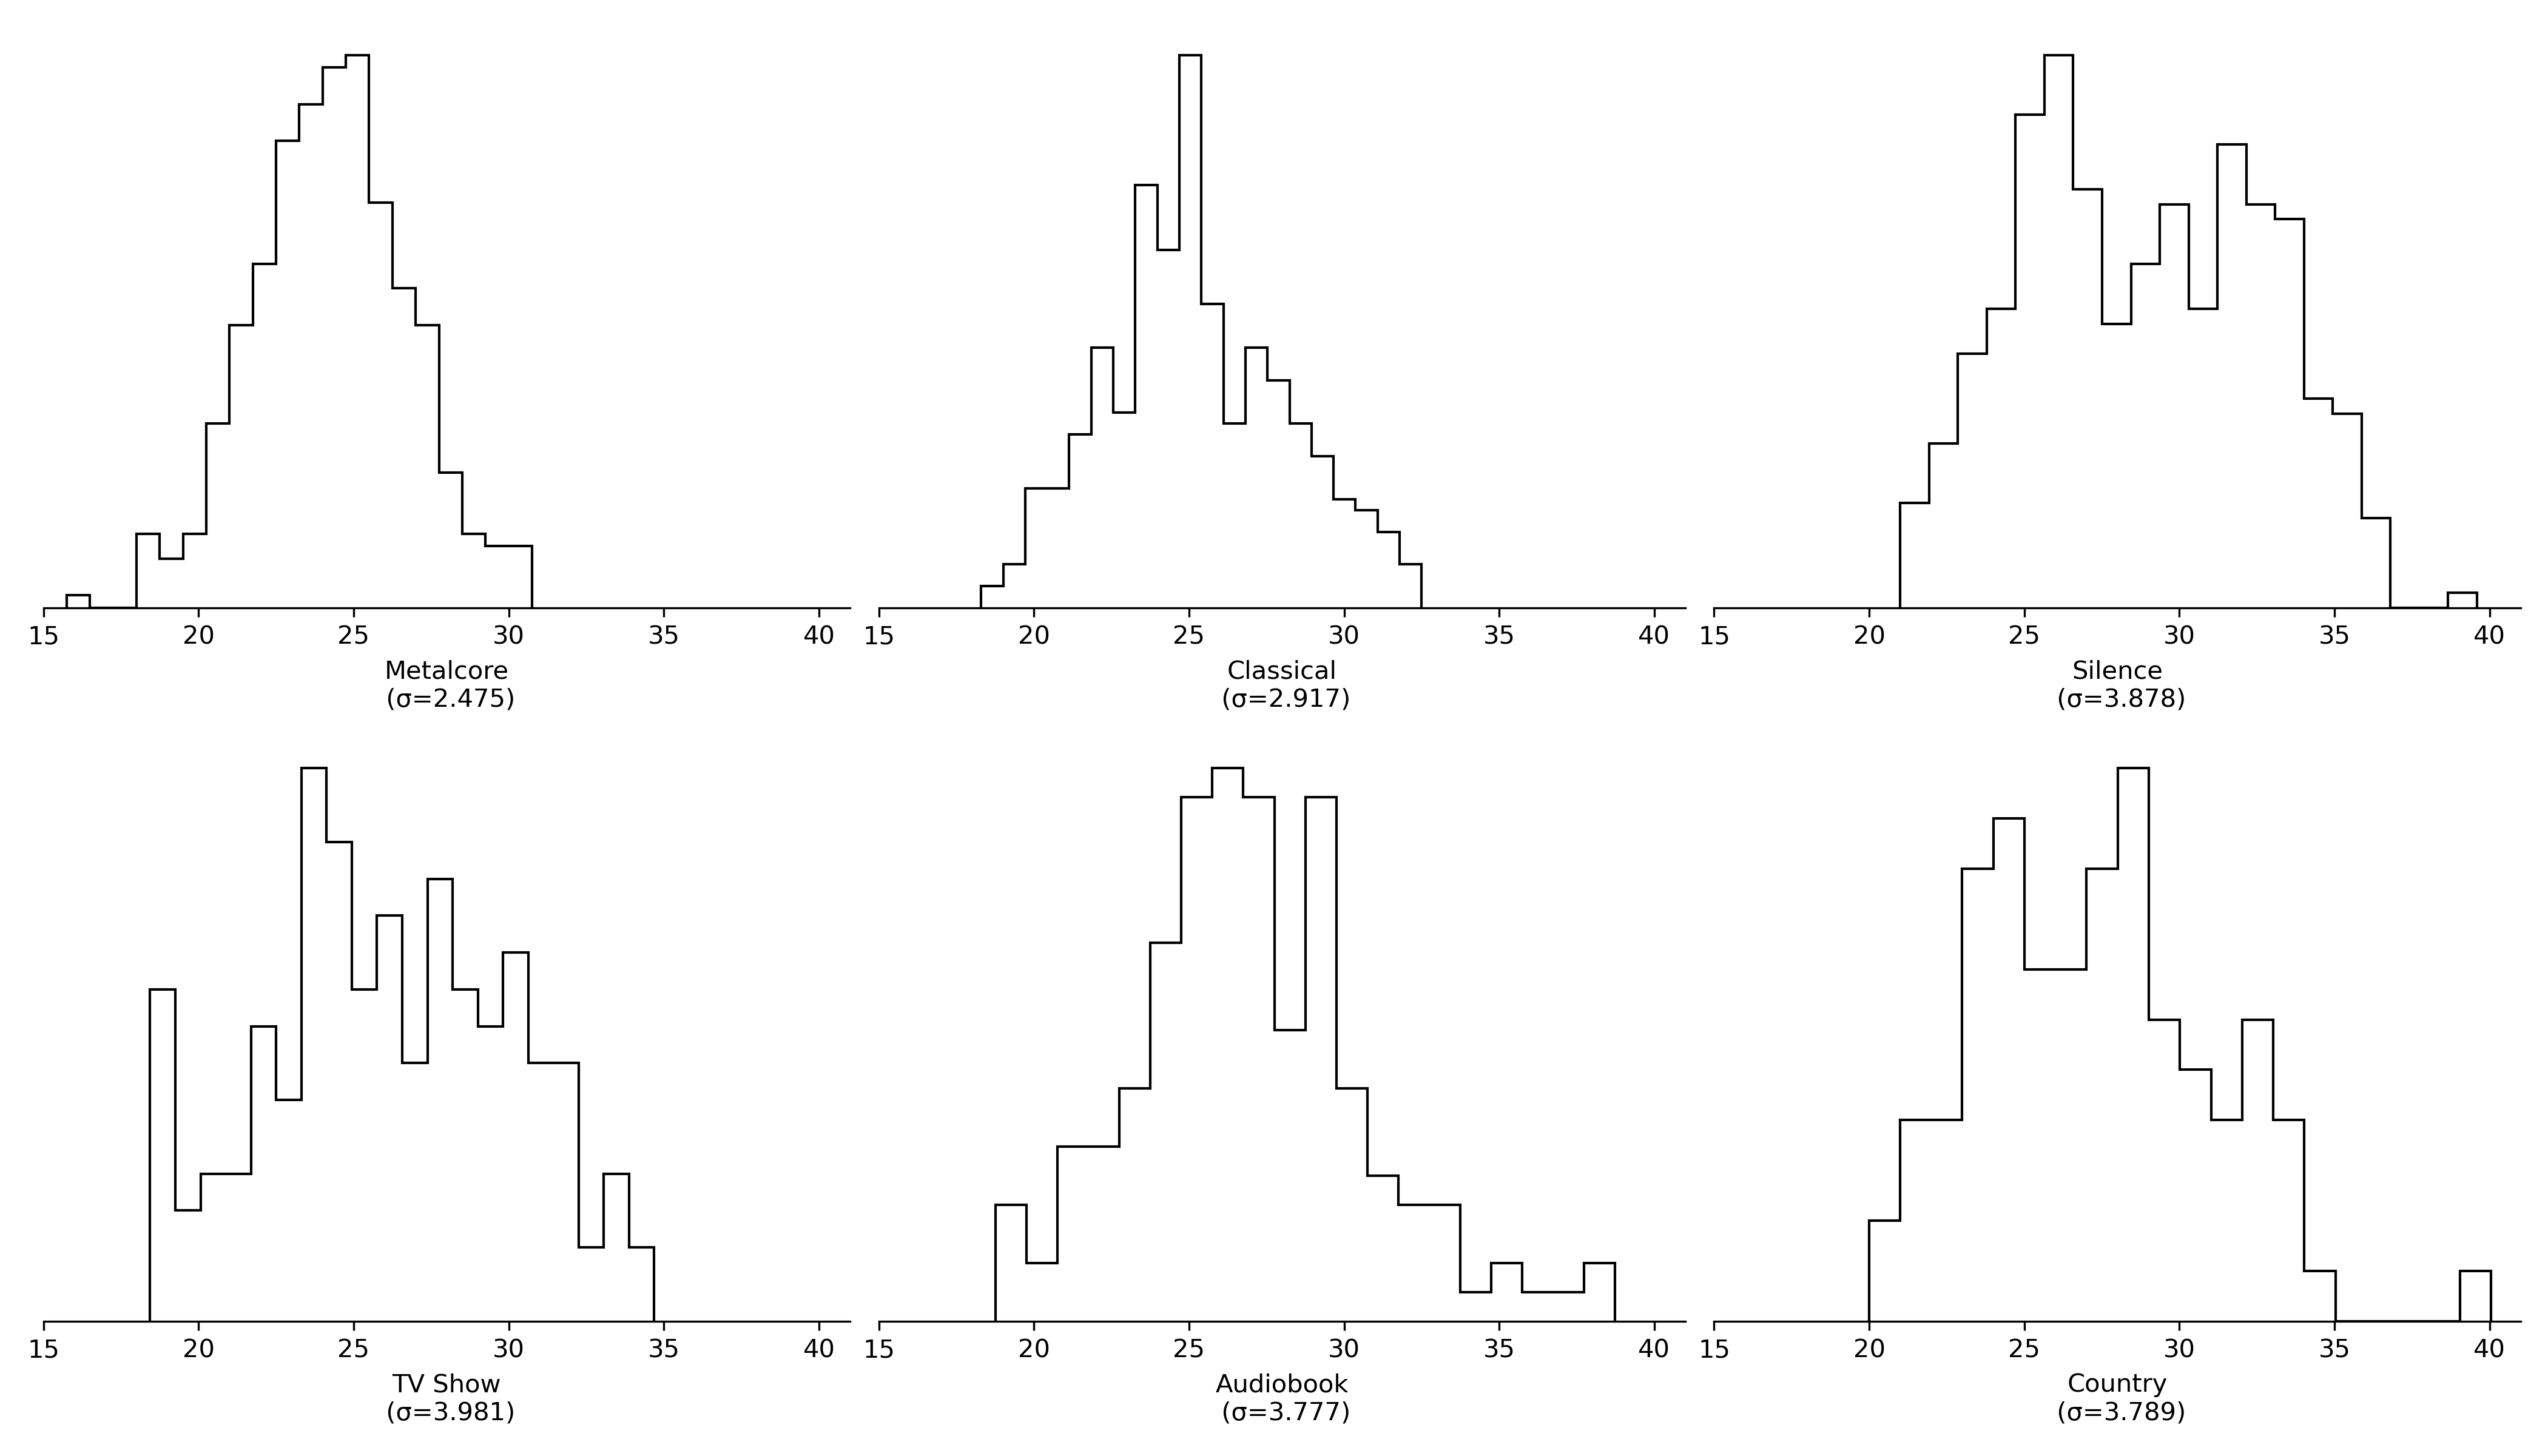 15 20 25 30 35 40
Metalcore
(σ=2.475)
15 20 25 30 35 40
Classical
(σ=2.917)
15 20 25 30 35 40
Silence
(σ=3.878)
15 20 25 30 35 40
TV Show
(σ=3.981)
15 20 25 30 35 40
Audiobook
(σ=3.777)
15 20 25 30 35 40
Country
(σ=3.789)